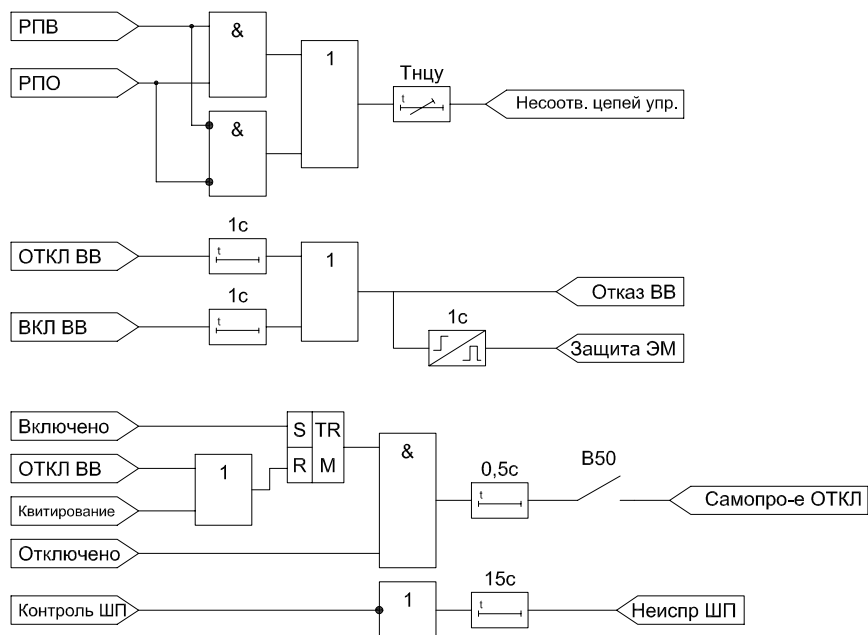 РПВ
РПО
&
1
&
Тнцу
t
Несоотв. цепей упр.
ОТКЛ ВВ
1с
t
1
ВКЛ ВВ
1с
t
Отказ ВВ
1с
Защита ЭМ
Включено
S TR
R M
ОТКЛ ВВ
1
Квитирование
Отключено
&
0,5с
t
В50
Самопро-е ОТКЛ
Контроль ШП
1
15с
t
Неиспр ШП